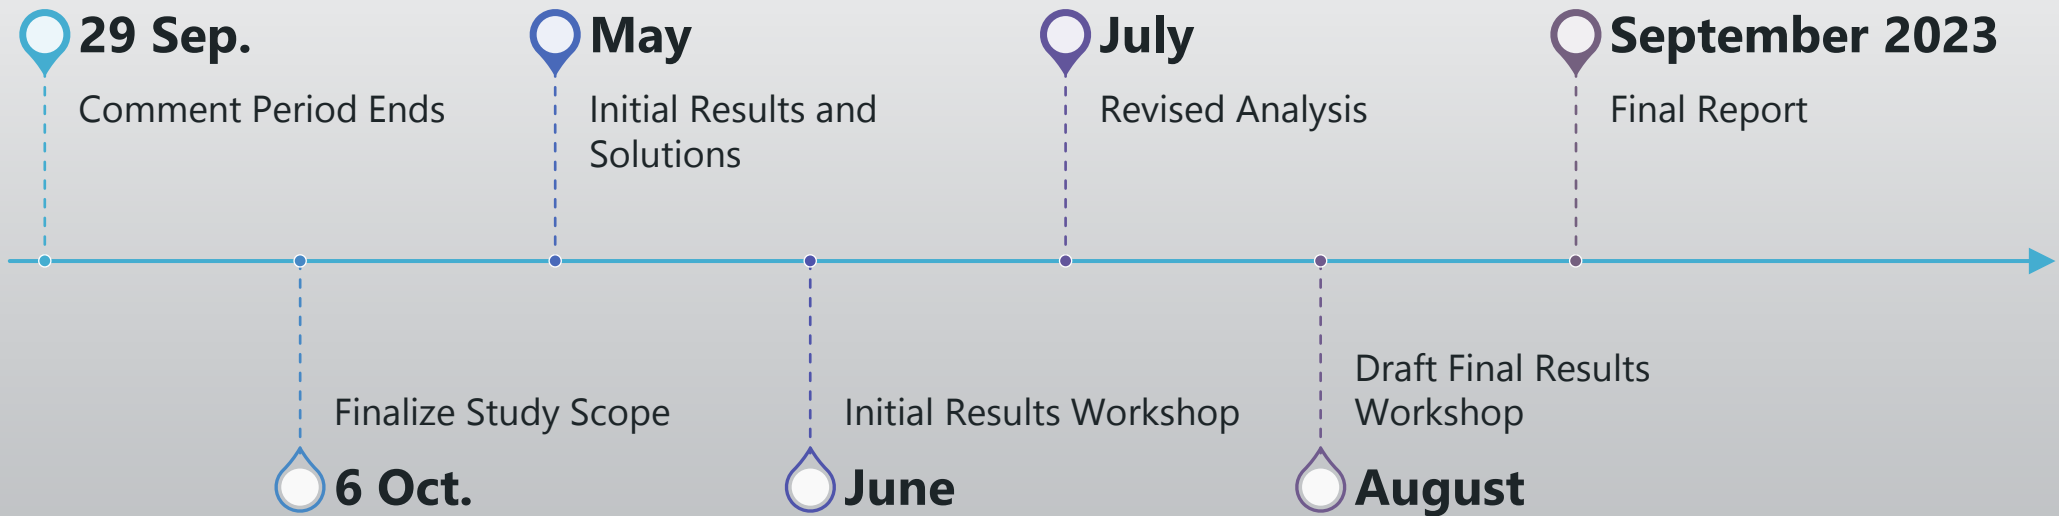 29 Sep.
Comment Period Ends
May
Initial Results and
Solutions
July
Revised Analysis
September 2023
Final Report
Finalize Study Scope
6 Oct.
Initial Results Workshop
June
Draft Final Results
Workshop
August